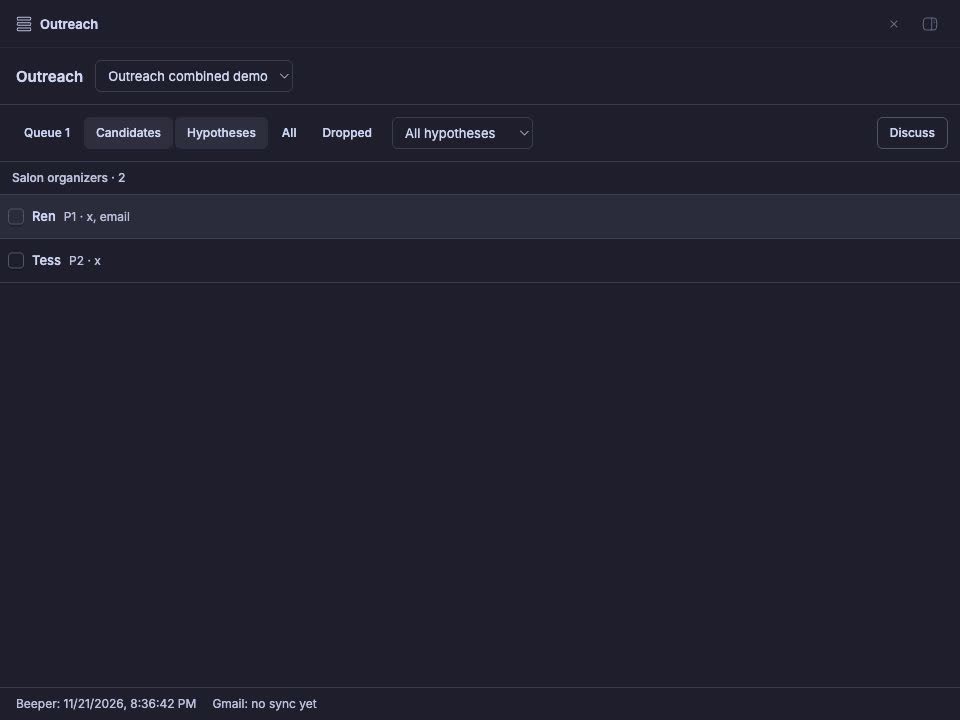 Outreach
Outreach Outreach combined demo
Queue 1 Candidates Hypotheses All Dropped All hypotheses Discuss
Salon organizers · 2
Ren P1 · x, email
Tess P2 · x
Beeper: 11/21/2026, 8:36:42 PM Gmail: no sync yet